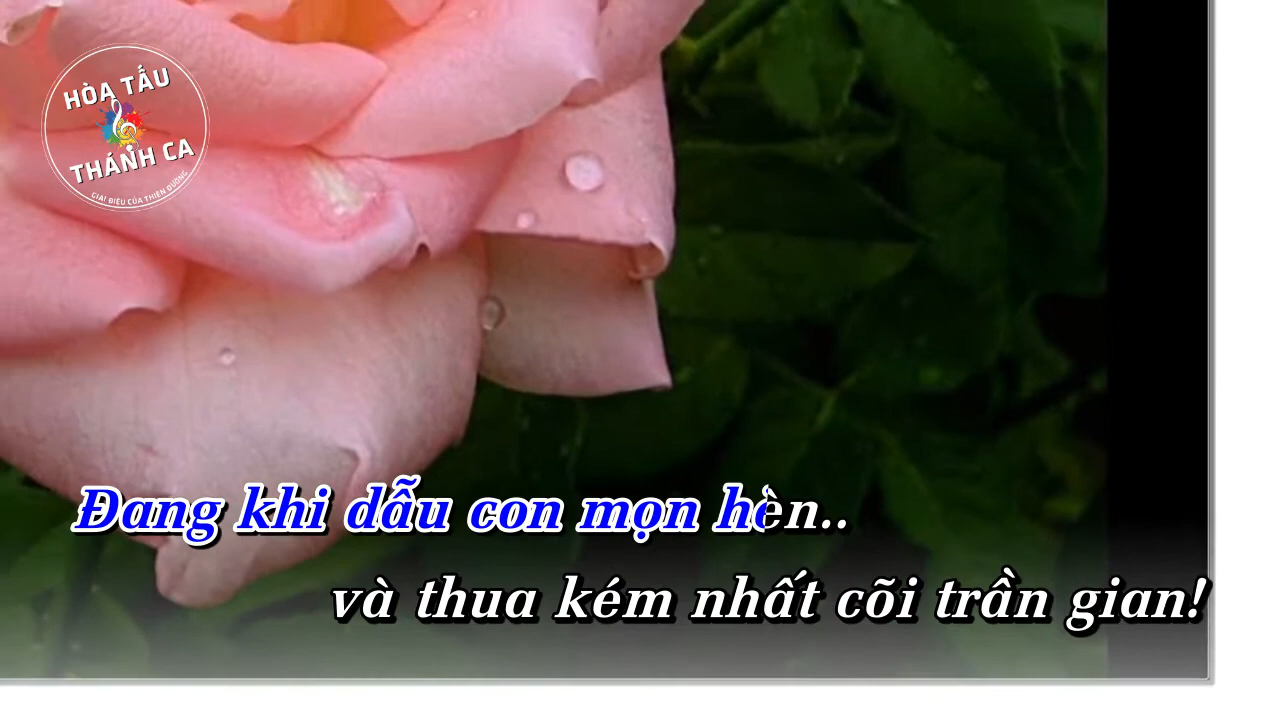 HÒA TẤU
THÁNH CA
GIAI ĐIỆU CỦA THIÊN ĐƯỜNG
Đang khi dẫu con mọn hèn..
và thua kém nhất cõi trần gian!